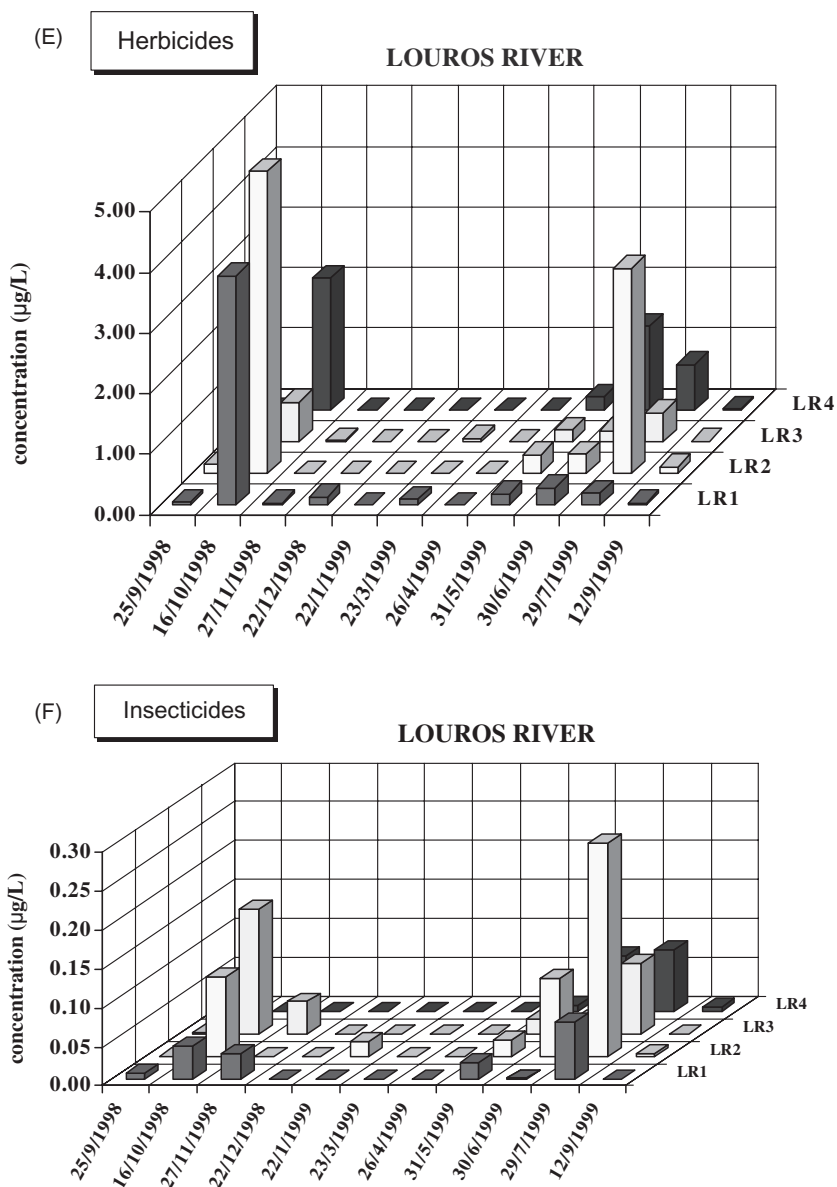 (E)
Herbicides
LOUROS RIVER
concentration (µg/L)
5.00
4.00
3.00
2.00
1.00
0.00
LR4
LR3
LR2
LR1
25/9/1998
16/10/1998
27/11/1998
22/12/1998
22/1/1999
23/3/1999
26/4/1999
31/5/1999
30/6/1999
29/7/1999
12/9/1999
(F)
Insecticides
LOUROS RIVER
concentration (µg/L)
0.30
0.25
0.20
0.15
0.10
0.05
0.00
LR4
LR3
LR2
LR1
25/9/1998
16/10/1998
27/11/1998
22/12/1998
22/1/1999
23/3/1999
26/4/1999
31/5/1999
30/6/1999
29/7/1999
12/9/1999